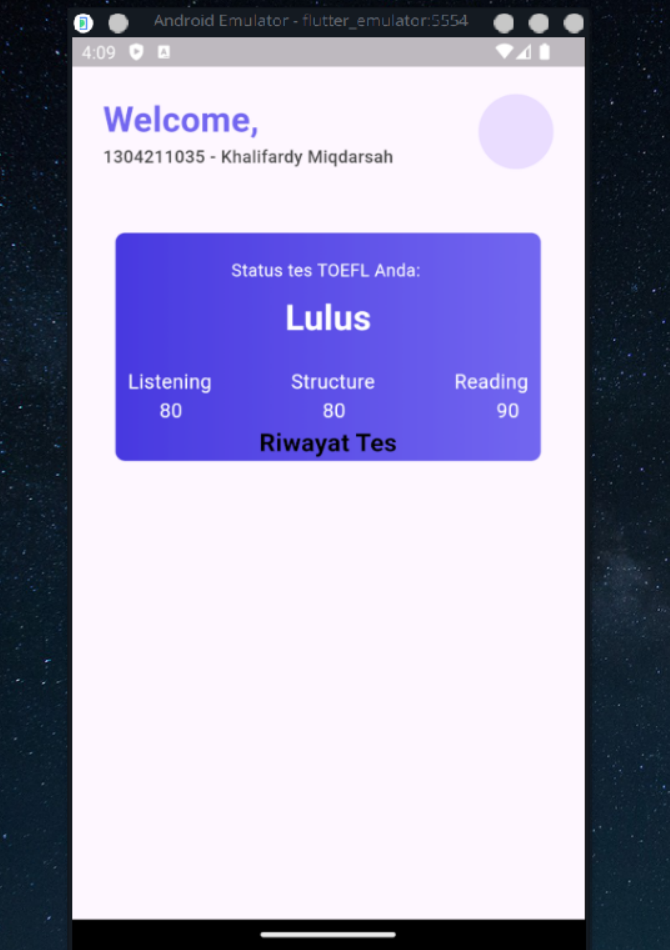 Android Emulator - flutter_emulator:5554
4:09
Welcome,
1304211035 - Khalifardy Miqdarsah
Status tes TOEFL Anda:
Lulus
Listening Structure Reading
80 80 90
Riwayat Tes